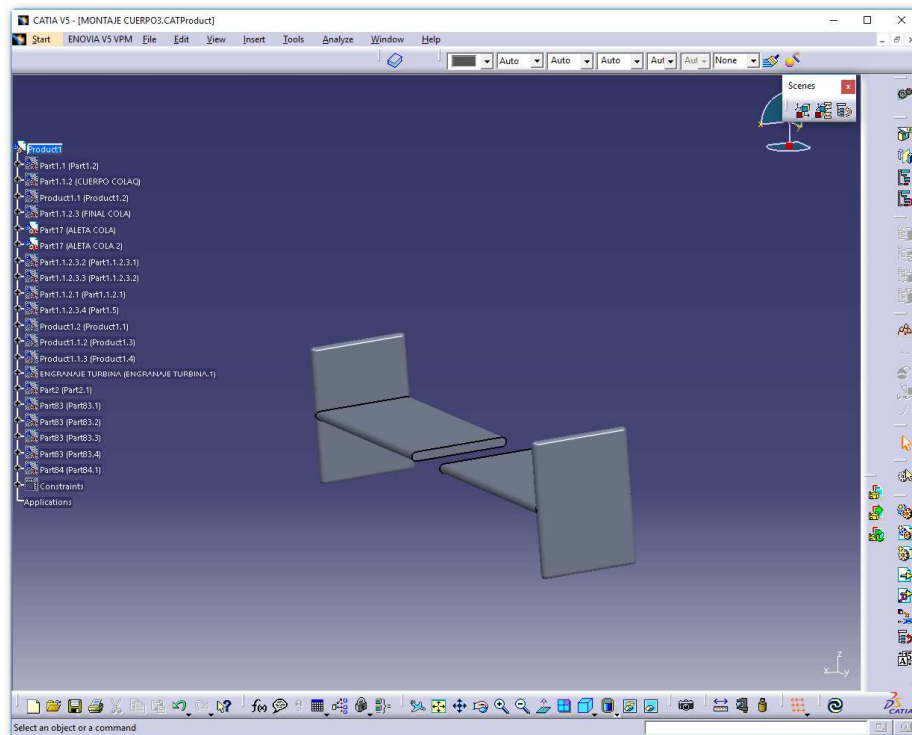 CATIA V5 - [MONTAJE CUERPO3.CATProduct]
Start ENOVIA V5 VPM File Edit View Insert Tools Analyze Window Help
Auto Auto Auto Aut Aut None
Scenes
Product1
Part1.1 (Part1.2)
Part1.1.2 (CUERPO COLAQ)
Product1.1 (Product1.2)
Part1.1.2.3 (FINAL COLA)
Part17 (ALETA COLA)
Part17 (ALETA COLA 2)
Part1.1.2.3.2 (Part1.1.2.3.1)
Part1.1.2.3.3 (Part1.1.2.3.2)
Part1.1.2.1 (Part1.1.2.1)
Part1.1.2.3.4 (Part1.5)
Product1.2 (Product1.1)
Product1.1.2 (Product1.3)
Product1.1.3 (Product1.4)
ENGRANAJE TURBINA (ENGRANAJE TURBINA.1)
Part2 (Part2.1)
Part83 (Part83.1)
Part83 (Part83.2)
Part83 (Part83.3)
Part83 (Part83.4)
Part84 (Part84.1)
Constraints
Applications
z
x y
f(x)
CATIA
Select an object or a command